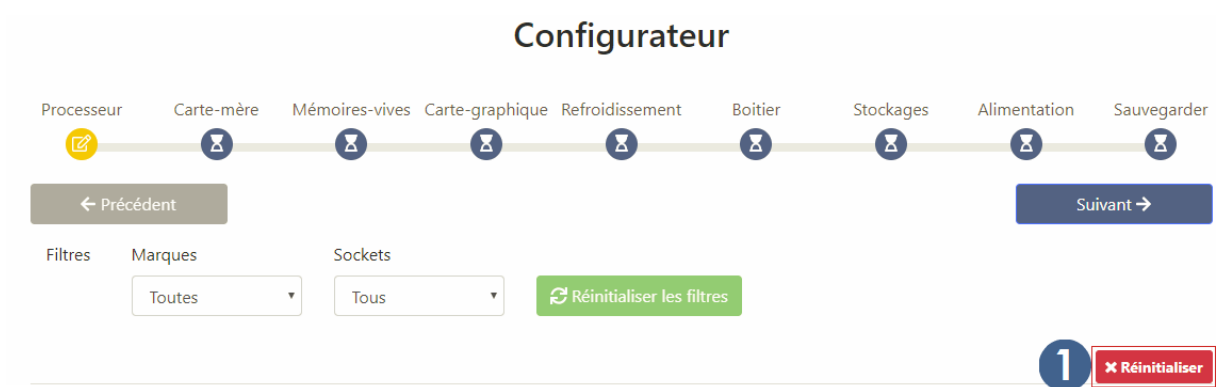 Configurateur
Processeur Carte-mère Mémoires-vives Carte-graphique Refroidissement Boitier Stockages Alimentation Sauvegarder
Précédent Suivant
Filtres Marques Sockets
Toutes Tous Réinitialiser les filtres
1 Réinitialiser